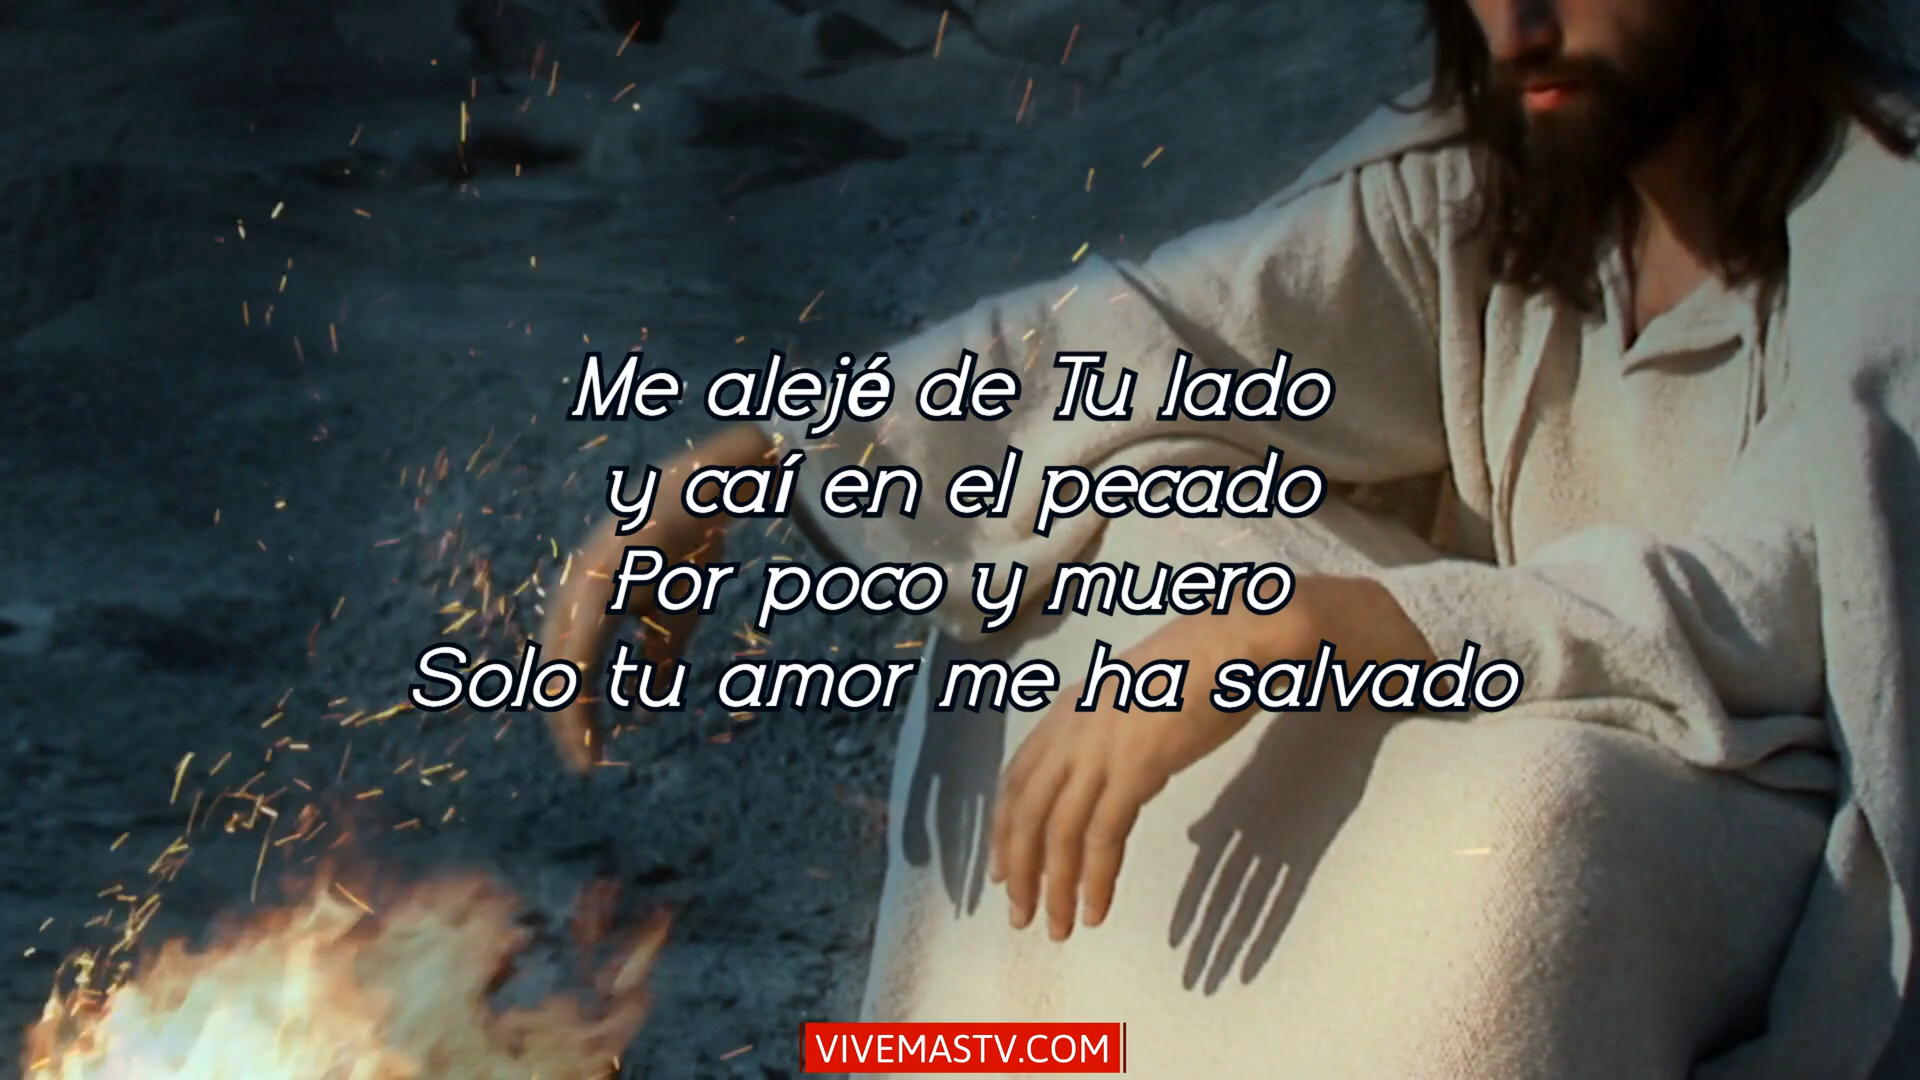 Me alejé de Tu lado
y caí en el pecado
Por poco y muero
Solo tu amor me ha salvado
VIVEMASTV.COM